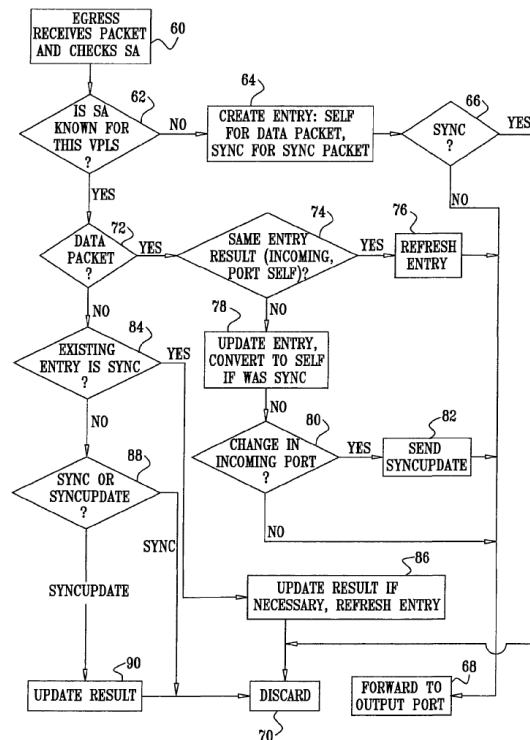 EGRESS
RECEIVES PACKET
AND CHECKS SA
60
IS SA
KNOWN FOR
THIS VPLS
?
62
NO
YES
64
CREATE ENTRY: SELF
FOR DATA PACKET,
SYNC FOR SYNC PACKET
66
SYNC
?
YES
NO
72
DATA
PACKET
?
YES
NO
74
SAME ENTRY
RESULT (INCOMING,
PORT SELF)?
YES
NO
76
REFRESH
ENTRY
78
UPDATE ENTRY,
CONVERT TO SELF
IF WAS SYNC
NO
84
EXISTING
ENTRY IS SYNC
?
YES
NO
80
CHANGE IN
INCOMING PORT
?
YES
NO
82
SEND
SYNCUPDATE
88
SYNC OR
SYNCUPDATE
?
SYNC
SYNCUPDATE
86
UPDATE RESULT IF
NECESSARY, REFRESH ENTRY
90
UPDATE RESULT
DISCARD
70
68
FORWARD TO
OUTPUT PORT